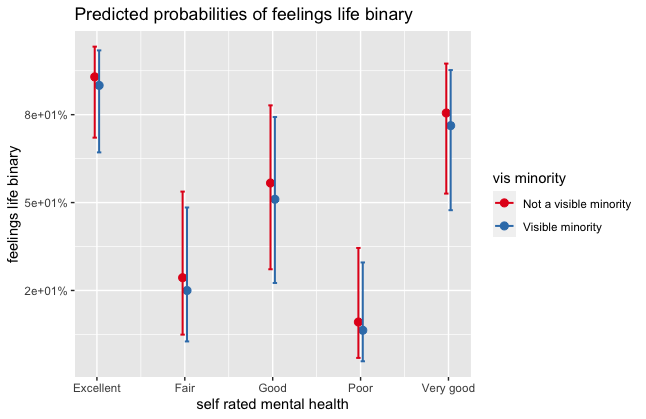 Predicted probabilities of feelings life binary
feelings life binary
8e+01%
5e+01%
2e+01%
Excellent
Fair
Good
Poor
Very good
self rated mental health
vis minority
Not a visible minority
Visible minority